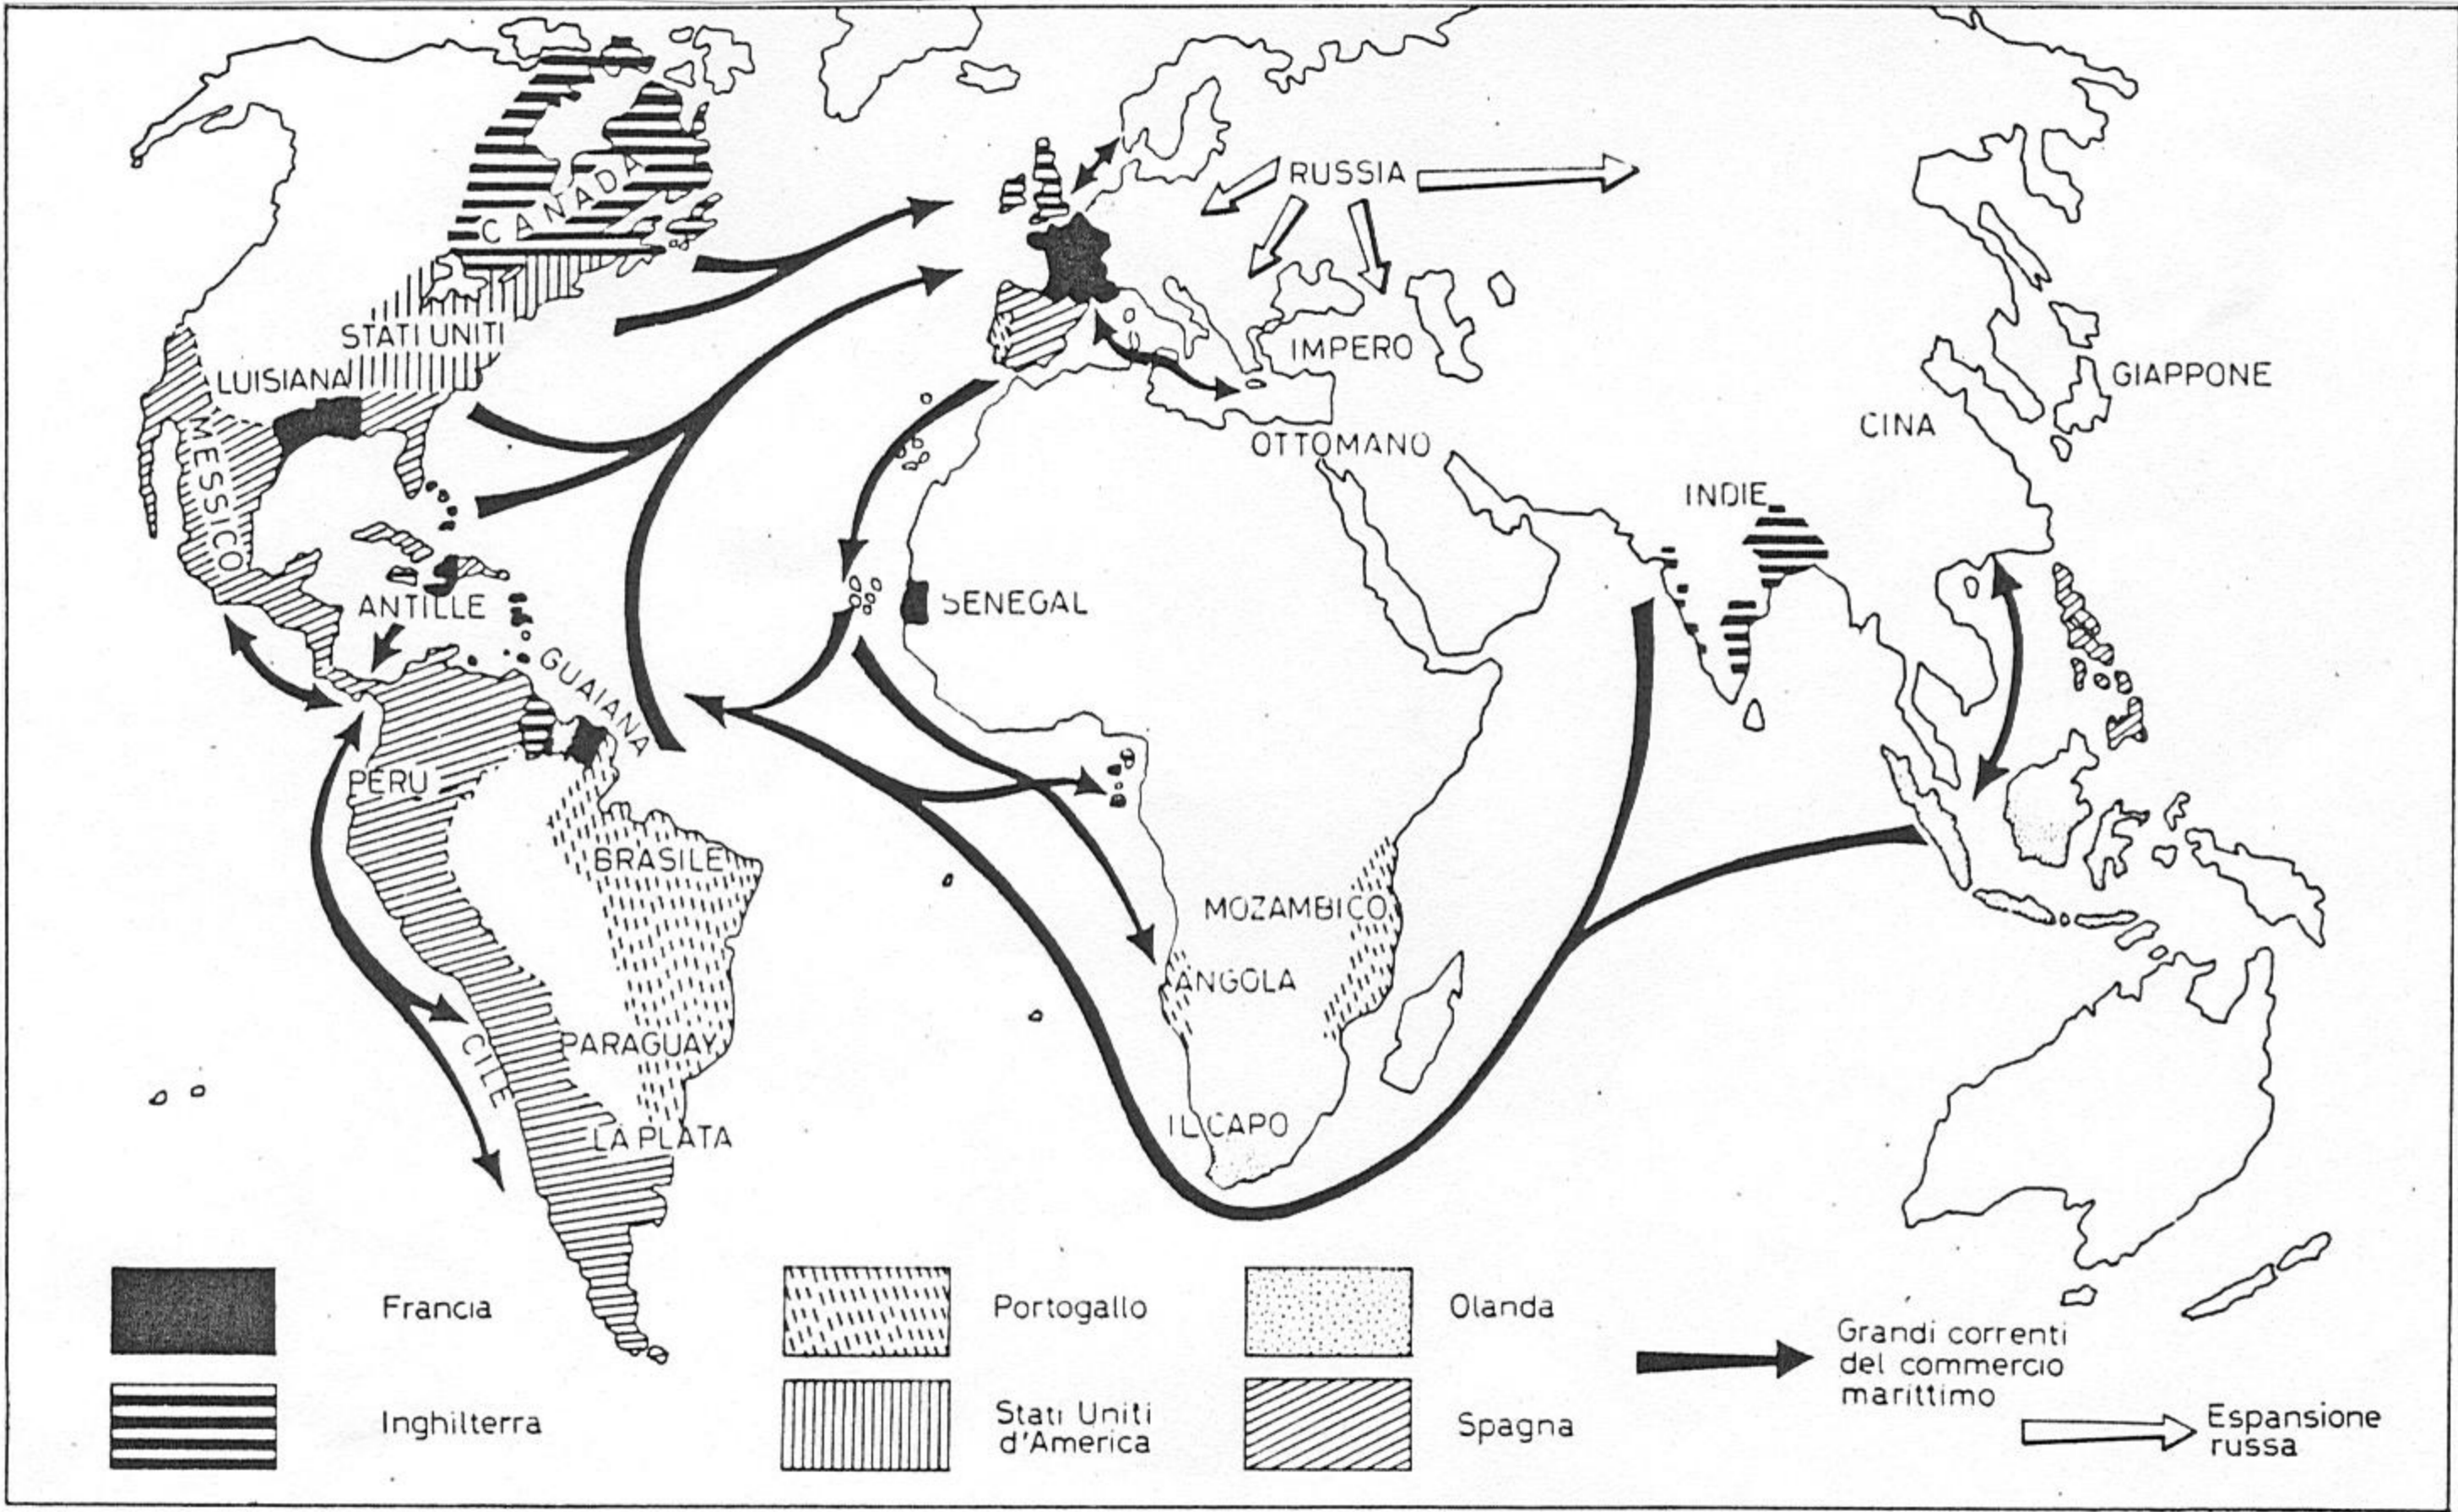 CANADA
RUSSIA
STATI UNITI
LUISIANA
IMPERO
GIAPPONE
CINA
OTTOMANO
MESSICO
INDIE
ANTILLE
SENEGAL
GUAIANA
PERU
BRASILE
MOZAMBICO
ANGOLA
PARAGUAY
CILE
IL CAPO
LA PLATA
Francia
Portogallo
Olanda
Grandi correnti
del commercio
marittimo
Inghilterra
Stati Uniti
d'America
Spagna
Espansione
russa